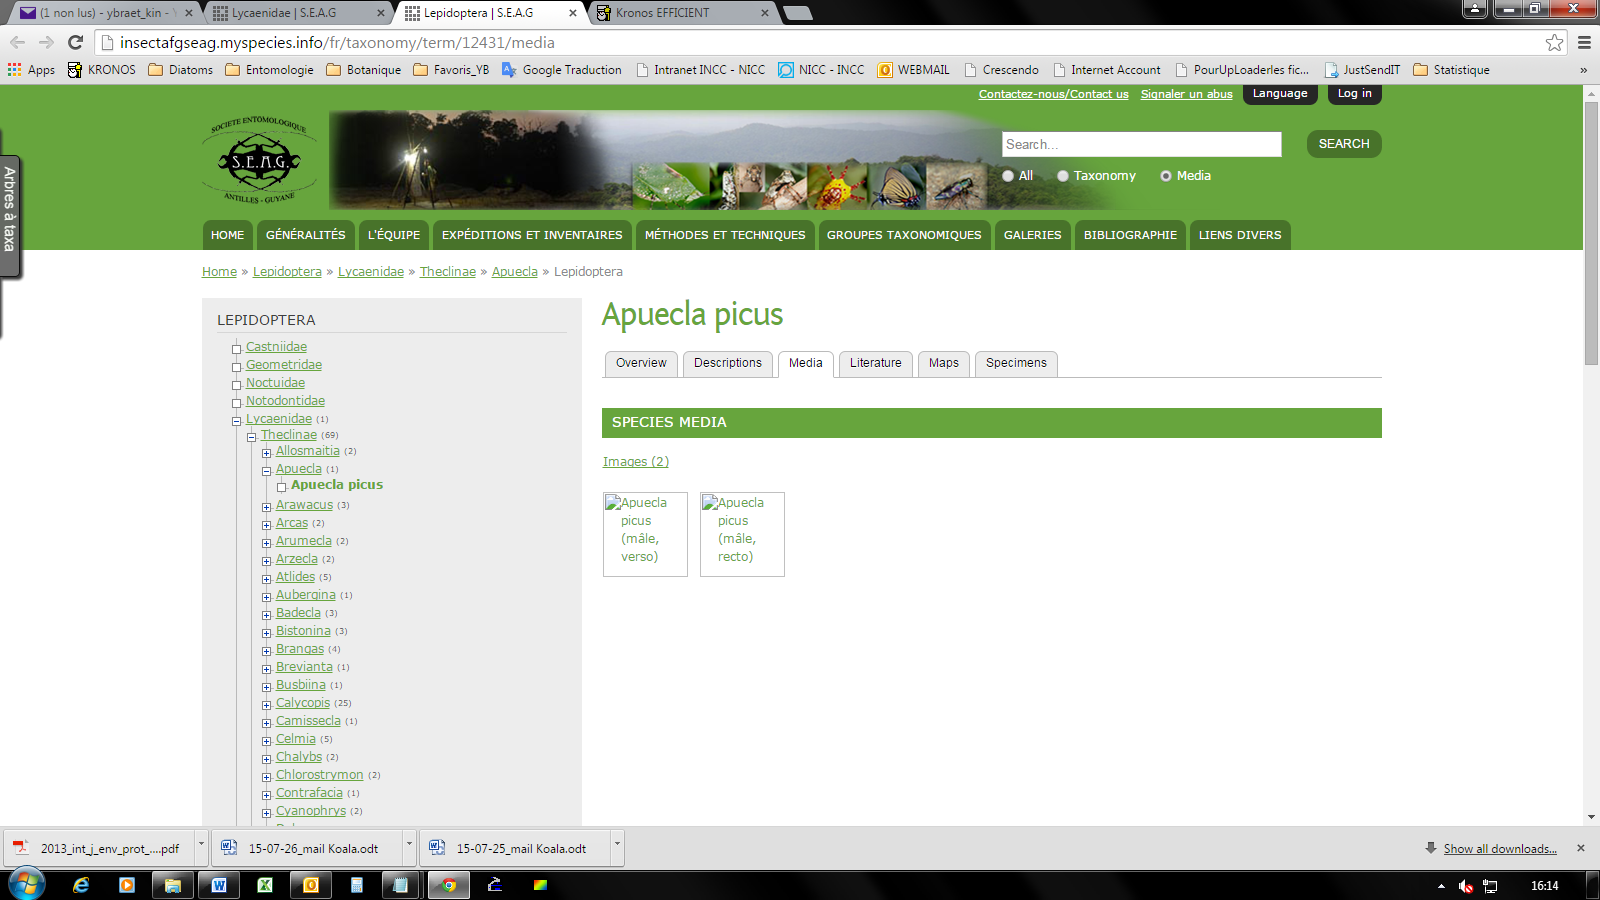 (1 non lus) - ybraet_kin -
Lycaenidae | S.E.A.G
Lepidoptera | S.E.A.G
Kronos EFFICIENT
insectafgseag.myspecies.info/fr/taxonomy/term/12431/media
Apps
KRONOS
Diatoms
Entomologie
Botanique
Favoris_YB
Google Traduction
Intranet INCC - NICC
NICC - INCC
WEBMAIL
Crescendo
Internet Account
PourUpLoaderles fic...
JustSendIT
Statistique
»
Contactez-nous/Contact us
Signaler un abus
Language
Log in
SOCIETE ENTOMOLOGIQUE
S.E.A.G.
ANTILLES - GUYANE
Search...
SEARCH
All
Taxonomy
Media
Arbres à taxa
HOME
GÉNÉRALITÉS
L'ÉQUIPE
EXPÉDITIONS ET INVENTAIRES
MÉTHODES ET TECHNIQUES
GROUPES TAXONOMIQUES
GALERIES
BIBLIOGRAPHIE
LIENS DIVERS
Home » Lepidoptera » Lycaenidae » Theclinae » Apuecla » Lepidoptera
LEPIDOPTERA
Castniidae
Geometridae
Noctuidae
Notodontidae
Lycaenidae (1)
Theclinae (69)
Allosmaitia (2)
Apuecla (1)
Apuecla picus
Arawacus (3)
Arcas (2)
Arumecla (2)
Arzecla (2)
Atlides (5)
Aubergina (1)
Badecla (3)
Bistonina (3)
Brangas (4)
Brevianta (1)
Busbiina (1)
Calycopis (25)
Camissecla (1)
Celmia (5)
Chalybs (2)
Chlorostrymon (2)
Contrafacia (1)
Cyanophrys (2)
Apuecla picus
Overview
Descriptions
Media
Literature
Maps
Specimens
SPECIES MEDIA
Images (2)
Apuecla
picus
(mâle,
verso)
Apuecla
picus
(mâle,
recto)
2013_int_j_env_prot_....pdf
15-07-26_mail Koala.odt
15-07-25_mail Koala.odt
Show all downloads...
16:14